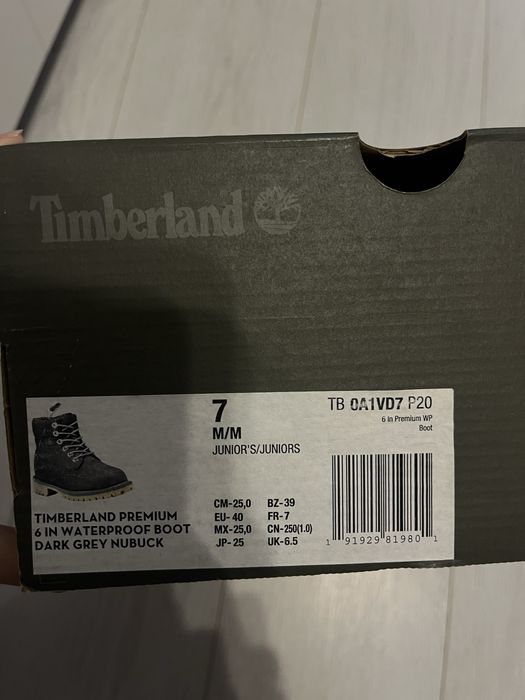 Timberland
7
M/M
JUNIOR'S/JUNIORS
TB 0A1VD7 P20
6 in Premium WP
Boot
TIMBERLAND PREMIUM
6 IN WATERPROOF BOOT
DARK GREY NUBUCK
CM-25,0 BZ-39
EU- 40 FR-7
MX-25,0 CN-250(1.0)
JP-25 UK-6.5
1 91929 81980 1